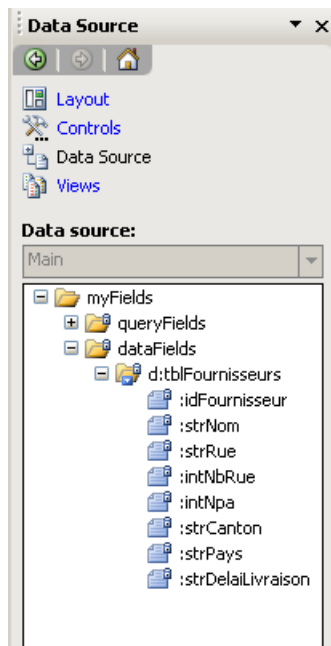 Data Source
Layout
Controls
Data Source
Views
Data source:
Main
myFields
queryFields
dataFields
d:tblFournisseurs
:idFournisseur
:strNom
:strRue
:intNbRue
:intNpa
:strCanton
:strPays
:strDelaiLivraison